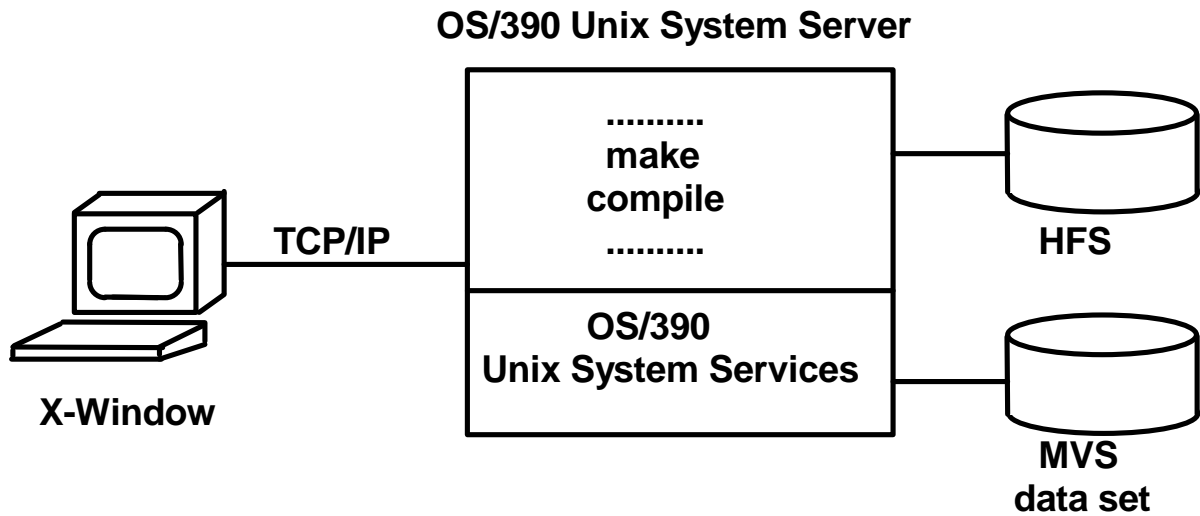 OS/390 Unix System Server
..........
make
compile
..........
TCP/IP
X-Window
OS/390
Unix System Services
HFS
MVS
data set